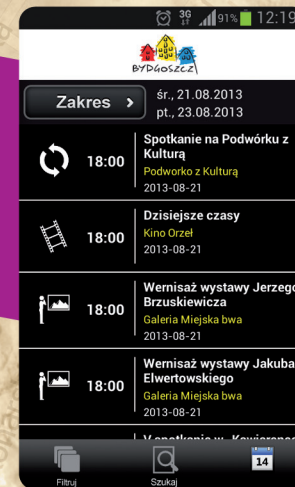 3G 91% 12:19
BYDGOSZCZ
Zakres
śr., 21.08.2013
pt., 23.08.2013
18:00
Spotkanie na Podwórku z
Kulturą
Podworko z Kulturą
2013-08-21
18:00
Dzisiejsze czasy
Kino Orzeł
2013-08-21
18:00
Wernisaż wystawy Jerzego
Brzuskiewicza
Galeria Miejska bwa
2013-08-21
18:00
Wernisaż wystawy Jakuba
Elwertowskiego
Galeria Miejska bwa
2013-08-21
Filtruj
Szukaj
14